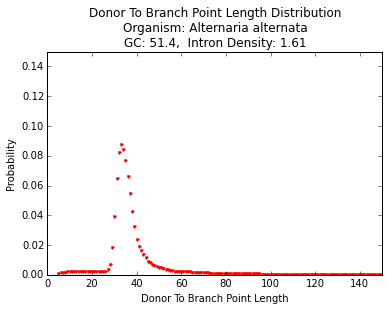 Donor To Branch Point Length Distribution
Organism: Alternaria alternata
GC: 51.4,  Intron Density: 1.61
0.14
0.12
0.10
0.08
0.06
0.04
0.02
0.00
Probability
0 20 40 60 80 100 120 140
Donor To Branch Point Length